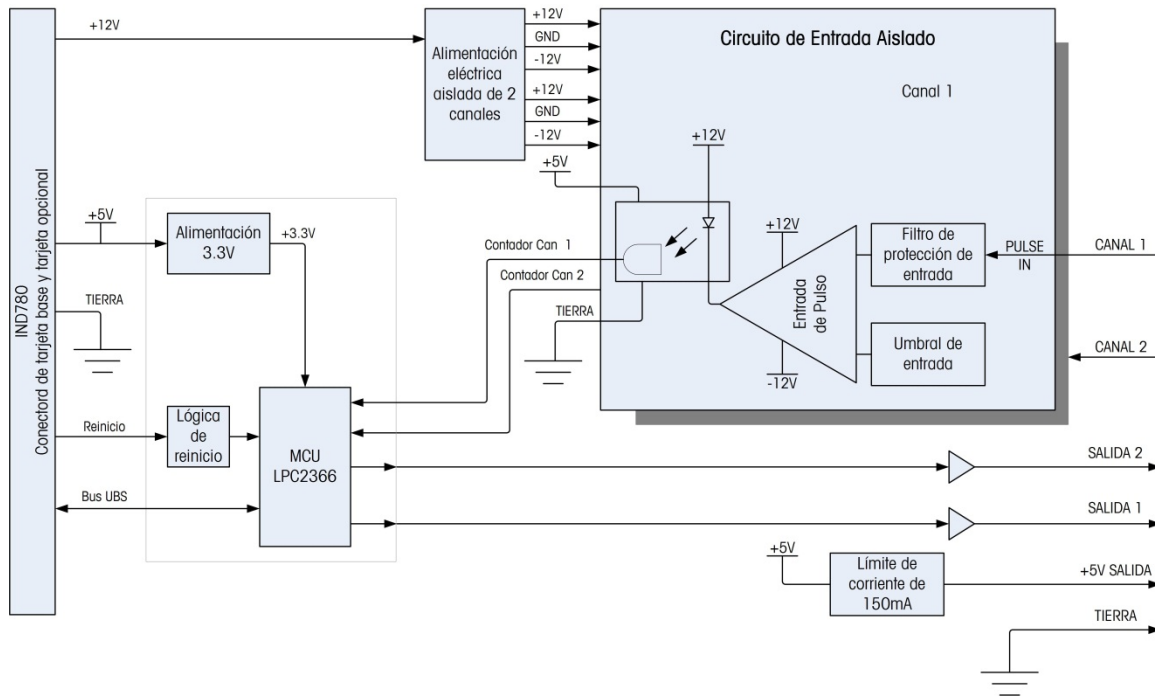 +12V
Alimentación
eléctrica
aislada de 2
canales
+12V
GND
-12V
+12V
GND
-12V
Circuito de Entrada Aislado
Canal 1
+12V
+5V
+12V
Entrada
de Pulso
-12V
Filtro de
protección de
entrada
PULSE
IN
CANAL 1
Umbral de
entrada
CANAL 2
Contador Can 1
Contador Can 2
TIERRA
IND780
Conectord de tarjeta base y tarjeta opcional
+5V
Alimentación
3.3V
+3.3V
TIERRA
Reinicio
Lógica
de
reinicio
MCU
LPC2366
Bus UBS
SALIDA 2
SALIDA 1
+5V
Límite de
corriente de
150mA
+5V SALIDA
TIERRA